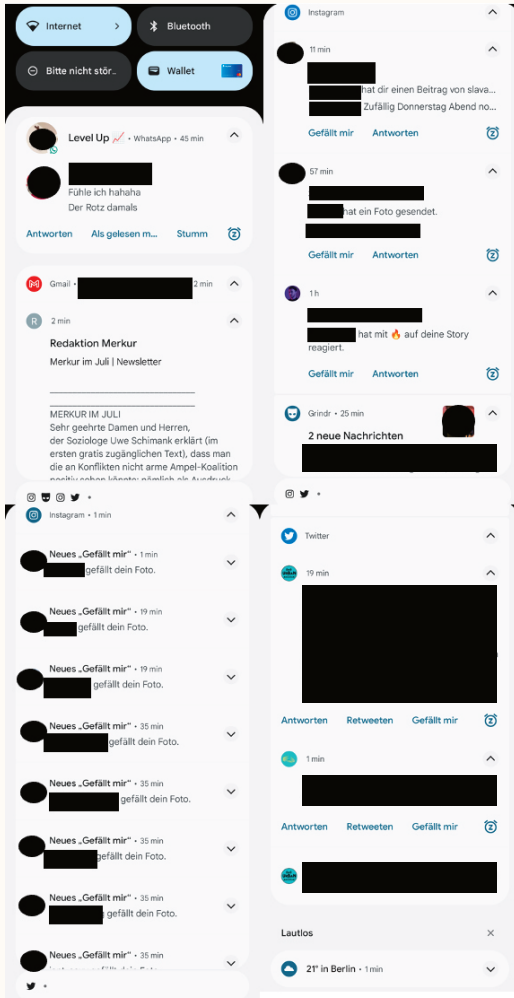 Internet
Bluetooth
Bitte nicht stör..
Wallet
Level Up 📈 • WhatsApp • 45 min
Fühle ich hahaha
Der Rotz damals
Antworten Als gelesen m... Stumm
Gmail • 2 min
R 2 min
Redaktion Merkur
Merkur im Juli | Newsletter
MERKUR IM JULI
Sehr geehrte Damen und Herren,
der Soziologe Uwe Schimank erklärt (im
ersten gratis zugänglichen Text), dass man
die an Konflikten nicht arme Ampel-Koalition
positiv sehen könnte: nämlich als Ausdruck
Instagram
11 min
hat dir einen Beitrag von slava...
Zufällig Donnerstag Abend no...
Gefällt mir Antworten
57 min
hat ein Foto gesendet.
Gefällt mir Antworten
1 h
hat mit 🔥 auf deine Story
reagiert.
Gefällt mir Antworten
Grindr • 25 min
2 neue Nachrichten
Instagram • 1 min
Neues „Gefällt mir“ • 1 min
gefällt dein Foto.
Neues „Gefällt mir“ • 19 min
gefällt dein Foto.
Neues „Gefällt mir“ • 19 min
gefällt dein Foto.
Neues „Gefällt mir“ • 35 min
gefällt dein Foto.
Neues „Gefällt mir“ • 35 min
gefällt dein Foto.
Neues „Gefällt mir“ • 35 min
gefällt dein Foto.
Neues „Gefällt mir“ • 35 min
gefällt dein Foto.
Neues „Gefällt mir“ • 35 min
Twitter
19 min
Antworten Retweeten Gefällt mir
1 min
Antworten Retweeten Gefällt mir
Lautlos
21° in Berlin • 1 min